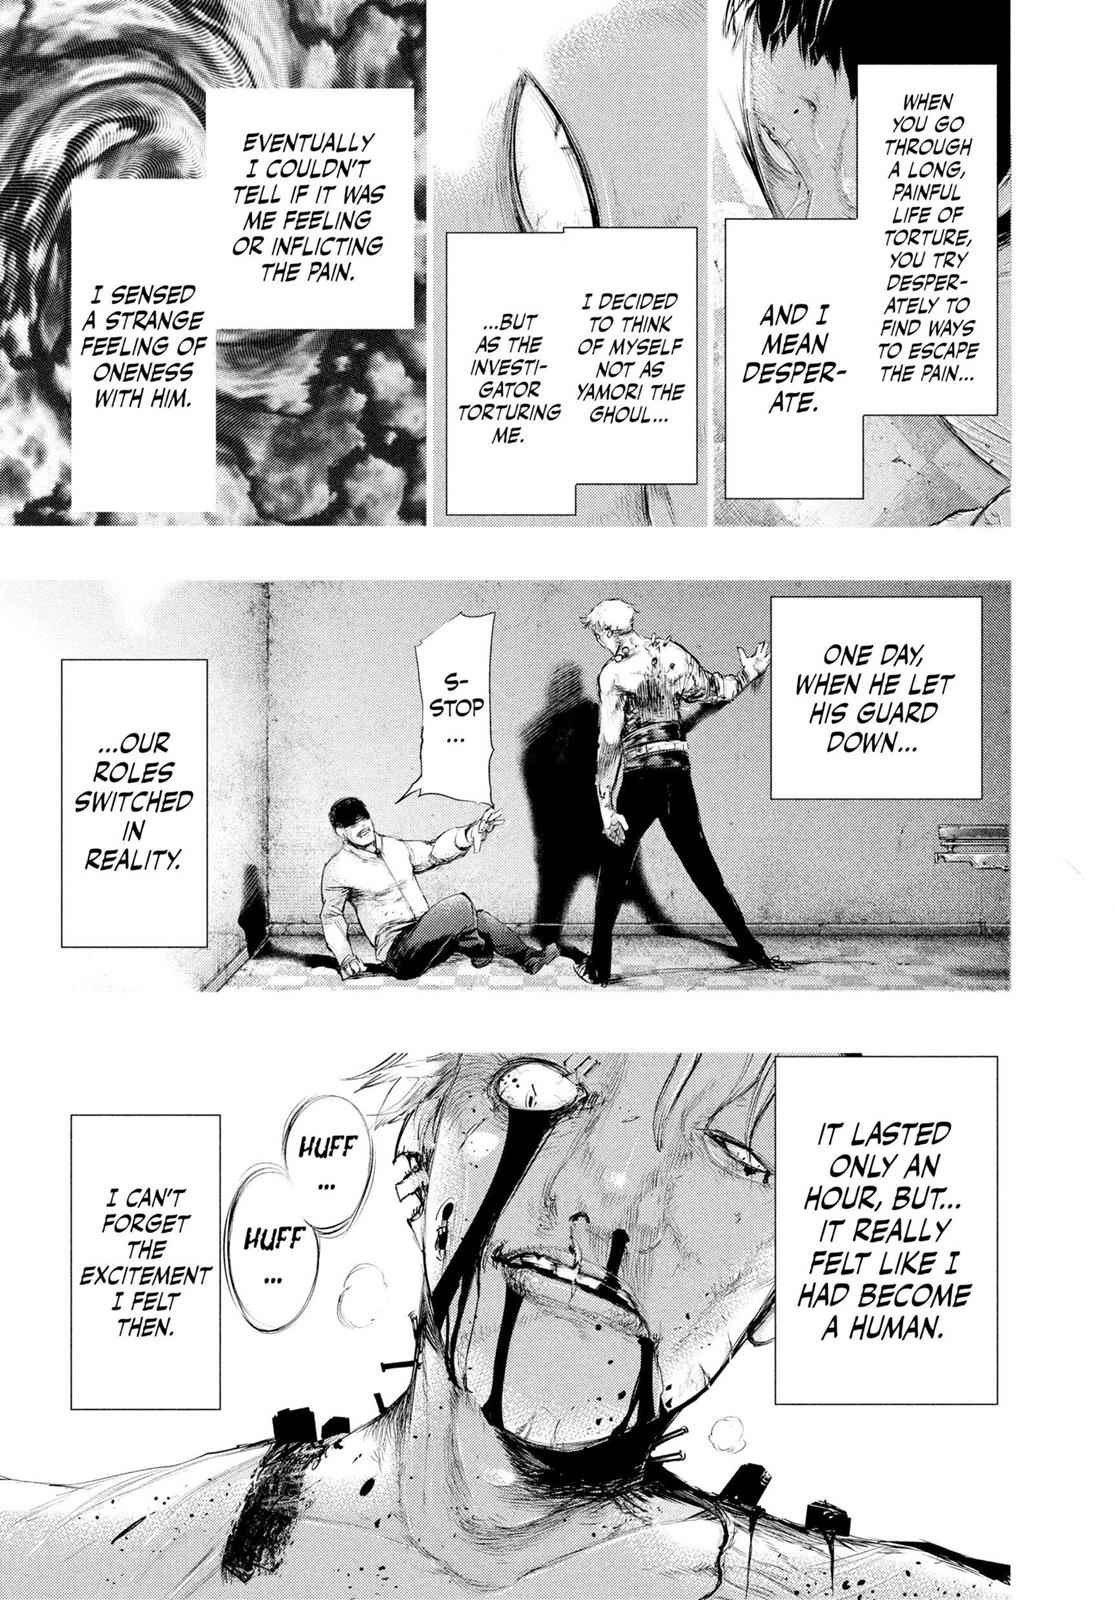 WHEN
YOU GO
THROUGH
A LONG,
PAINFUL
LIFE OF
TORTURE,
YOU TRY
DESPER-
ATELY TO
FIND WAYS
TO ESCAPE
THE PAIN...
AND I
MEAN
DESPER-
ATE.
I DECIDED
TO THINK
OF MYSELF
NOT AS
YAMORI THE
GHOUL...
...BUT
AS THE
INVESTI-
GATOR
TORTURING
ME.
EVENTUALLY
I COULDN'T
TELL IF IT WAS
ME FEELING
OR INFLICTING
THE PAIN.
I SENSED
A STRANGE
FEELING OF
ONENESS
WITH HIM.
ONE DAY,
WHEN HE LET
HIS GUARD
DOWN...
S-
STOP
...
...OUR
ROLES
SWITCHED
IN
REALITY.
IT LASTED
ONLY AN
HOUR, BUT...
IT REALLY
FELT LIKE I
HAD BECOME
A HUMAN.
HUFF
...
HUFF
...
I CAN'T
FORGET
THE
EXCITEMENT
I FELT
THEN.